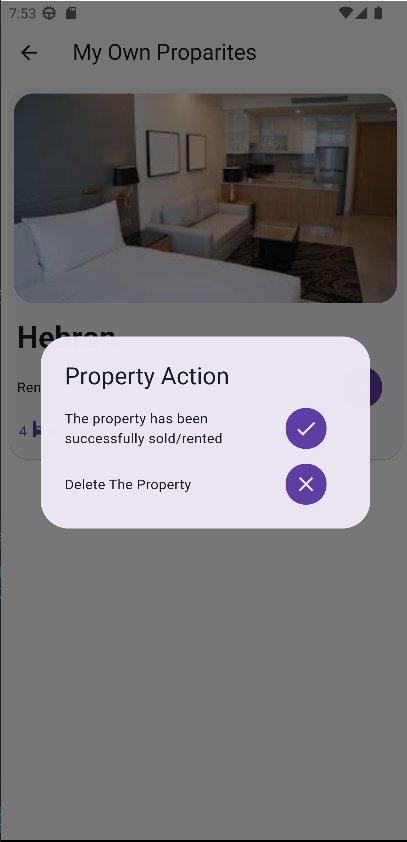 7:53
My Own Proparites
Hebron
Ren
Property Action
The property has been
successfully sold/rented
Delete The Property
4